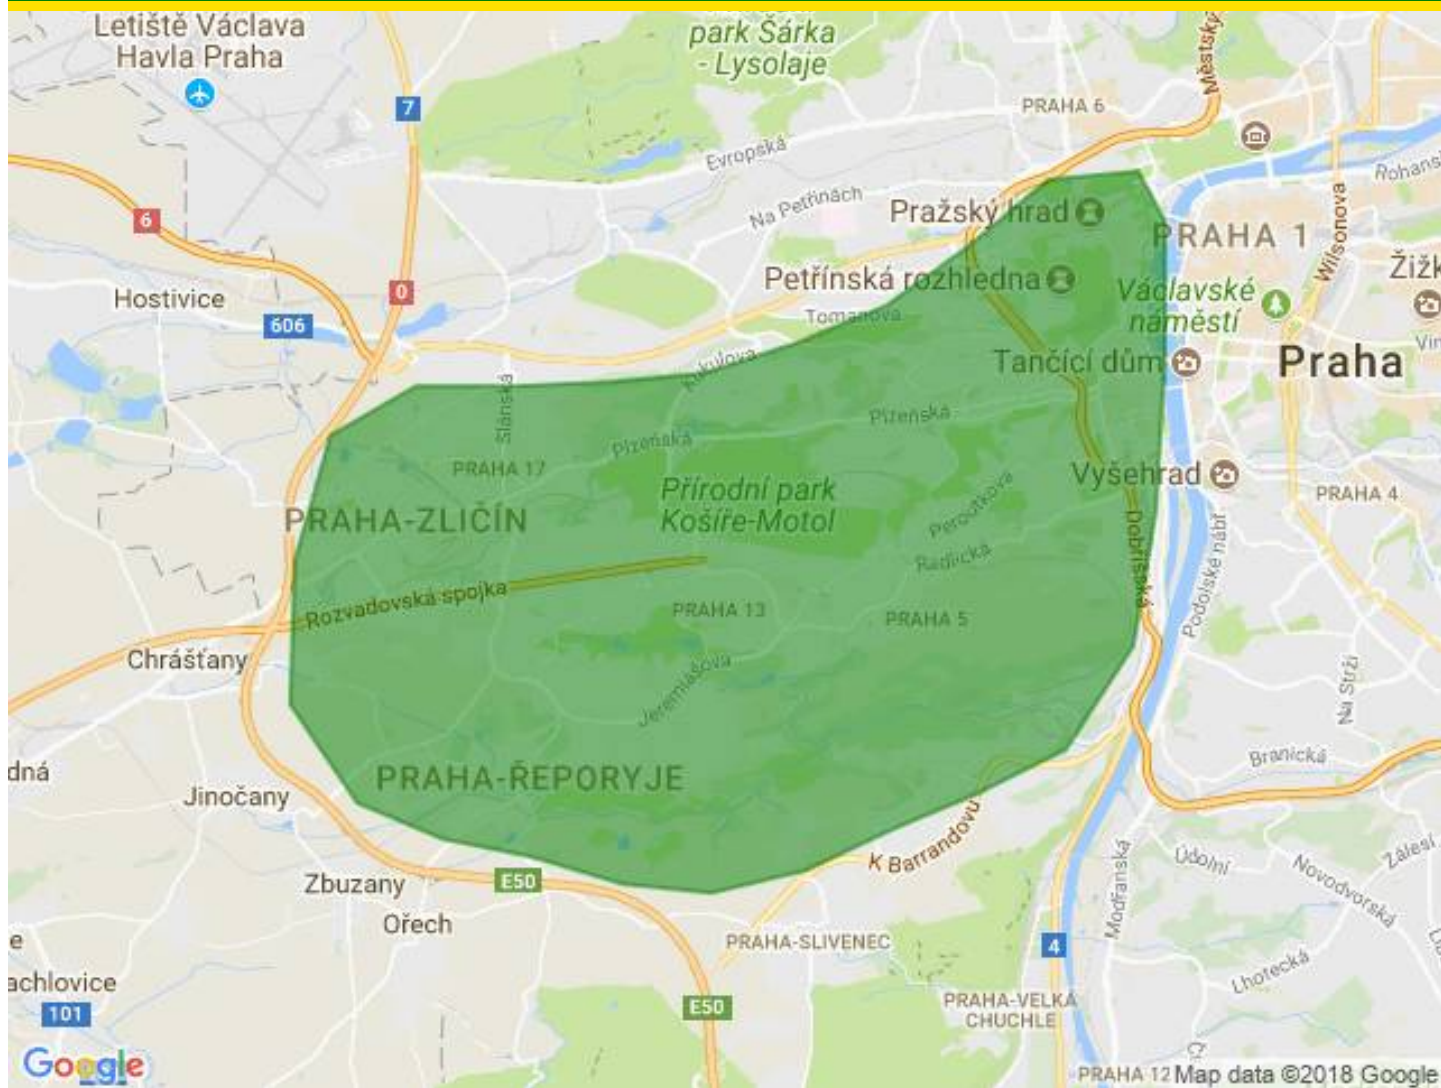 Letiště Václava
Havla Praha
park Šárka
- Lysolaje
Městský
7
PRAHA 6
Evropská
Rohans
Na Petřinách
6
Pražský hrad
PRAHA 1
Wilsonova
0
Petřínská rozhledna
Václavské
náměstí
Žižk
Hostivice
606
Tomanova
Tančící dům
Praha
Vin
Kukulova
Slánská
Plzeňská
Plzeňská
PRAHA 17
Vyšehrad
PRAHA 4
Přírodní park
Košíře-Motol
PRAHA-ZLIČÍN
Peroutkova
Radlická
Dobříšská
Podolské nábř
Rozvadovská spojka
PRAHA 13
PRAHA 5
Chrášťany
Jeremiášova
Na Strži
dná
PRAHA-ŘEPORYJE
Branická
Jinočany
K Barrandovu
Modřanská
Údolní
Zálesí
Novodvorská
Zbuzany
E50
Ořech
e
PRAHA-SLIVENEC
4
Lhotecká
achlovice
101
E50
PRAHA-VELKÁ
CHUCHLE
Google
PRAHA 12
Map data ©2018 Google